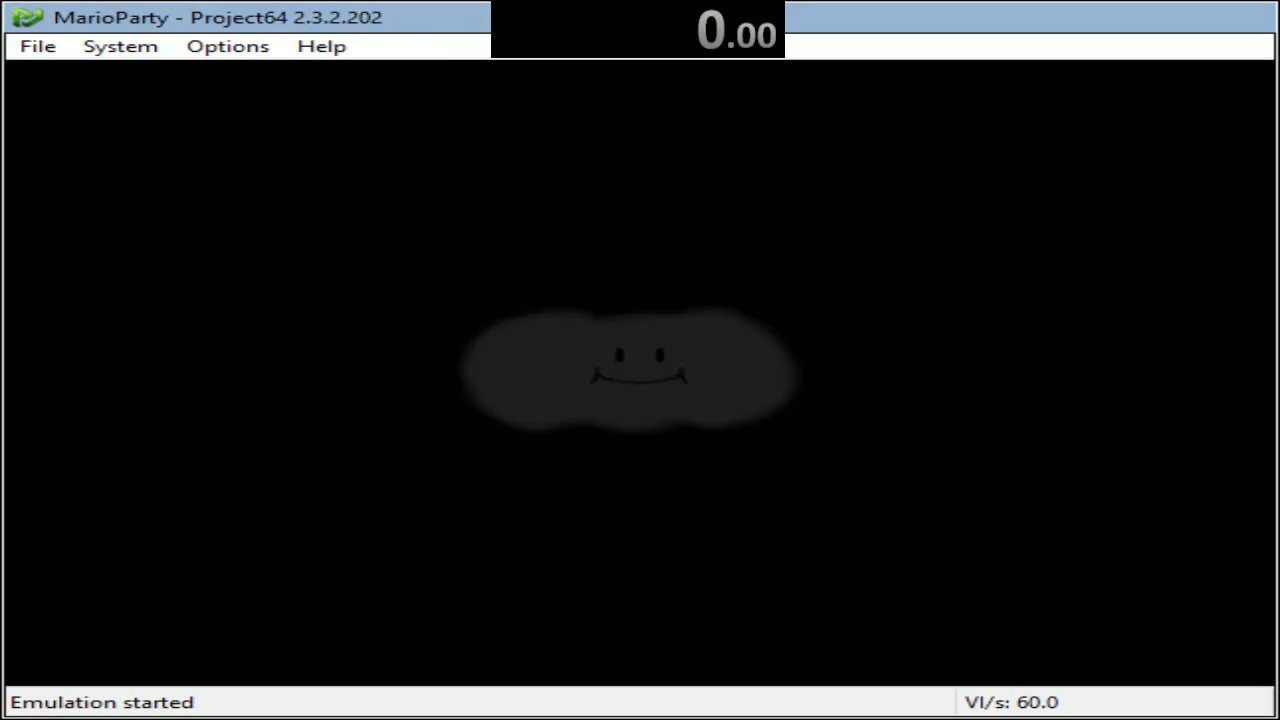 MarioParty - Project64 2.3.2.202
0.00
File System Options Help
Emulation started
VI/s: 60.0